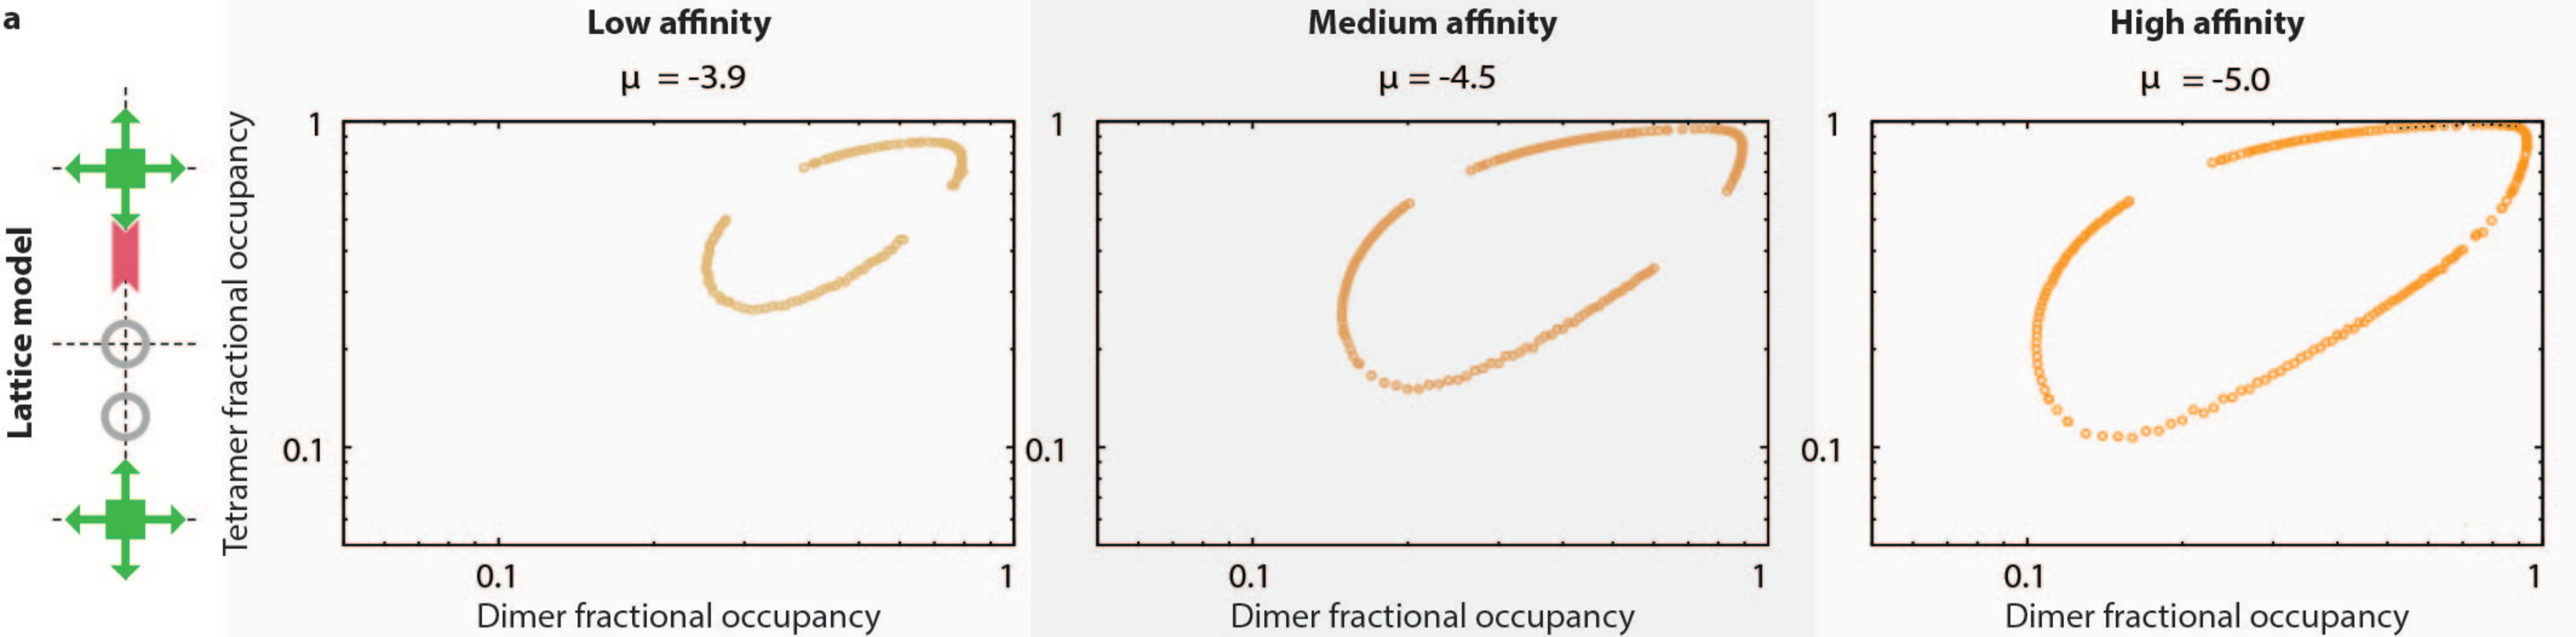 a
Low affinity
Medium affinity
High affinity
μ = -3.9
μ = -4.5
μ = -5.0
Lattice model
Tetramer fractional occupancy
1
0.1
0.1
1
Dimer fractional occupancy
1
0.1
0.1
1
Dimer fractional occupancy
1
0.1
0.1
1
Dimer fractional occupancy